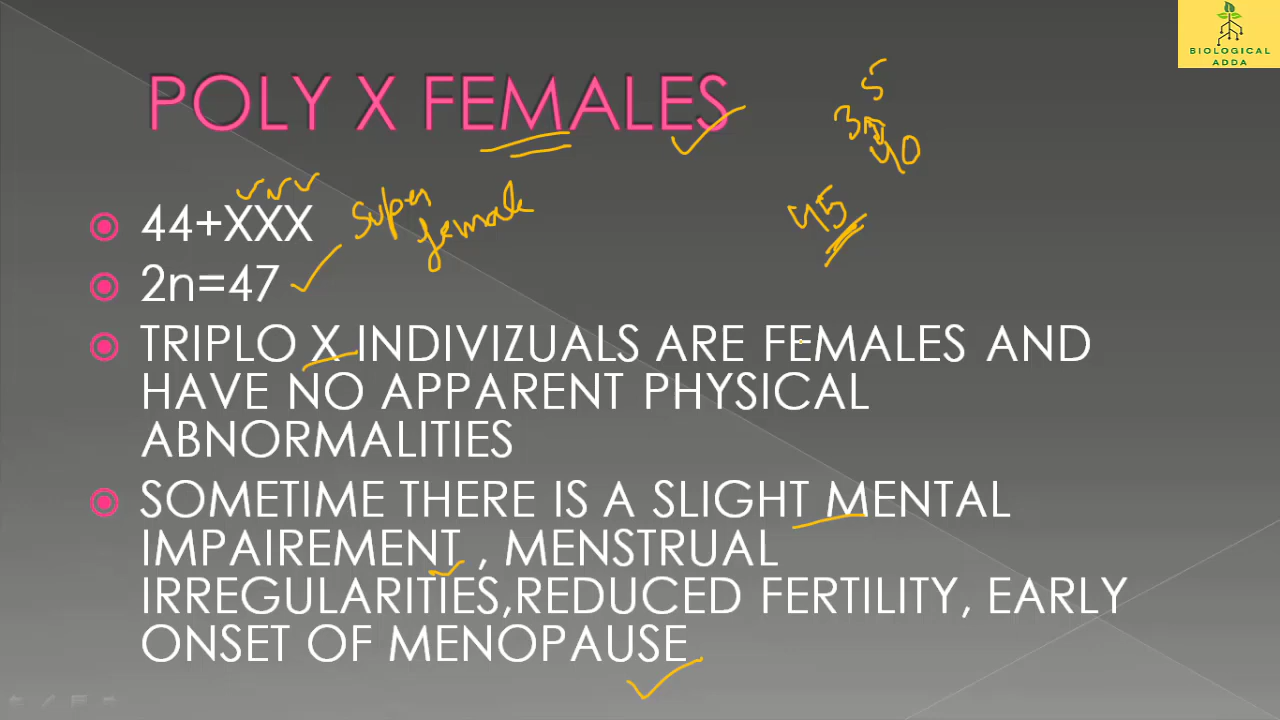 BIOLOGICAL
ADDA
POLY X FEMALES
44+XXX
super
female
2n=47
45
TRIPLO X INDIVIZUALS ARE FEMALES AND
HAVE NO APPARENT PHYSICAL
ABNORMALITIES
SOMETIME THERE IS A SLIGHT MENTAL
IMPAIREMENT , MENSTRUAL
IRREGULARITIES,REDUCED FERTILITY, EARLY
ONSET OF MENOPAUSE